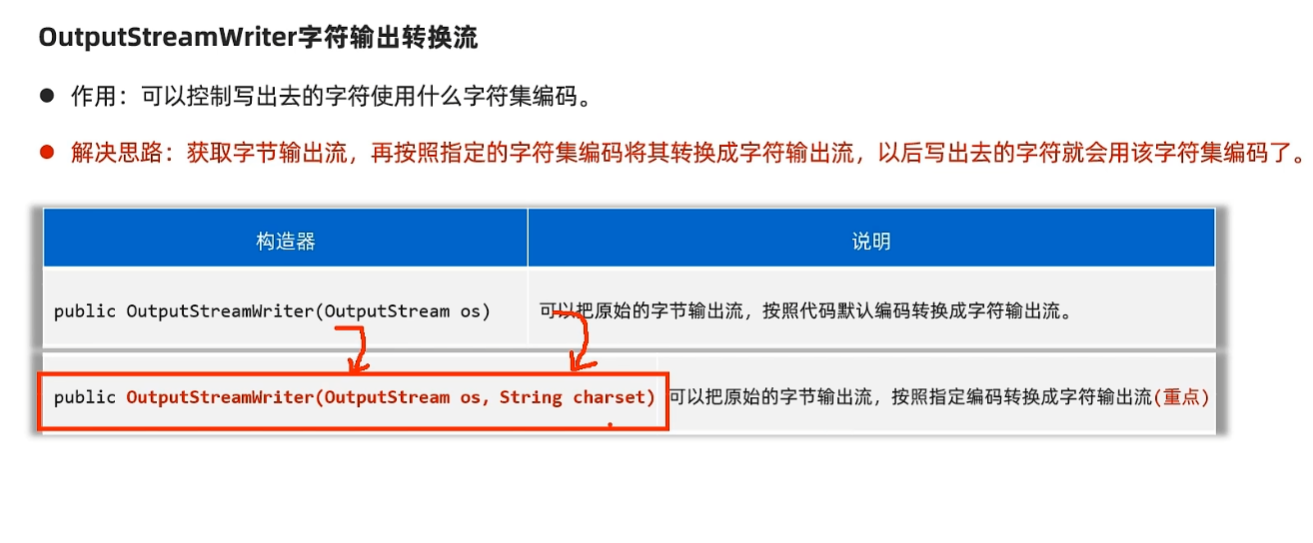 OutputStreamWriter字符输出转换流
● 作用：可以控制写出去的字符使用什么字符集编码。
● 解决思路：获取字节输出流，再按照指定的字符集编码将其转换成字符输出流，以后写出去的字符就会用该字符集编码了。
构造器 说明
public OutputStreamWriter(OutputStream os) 可以把原始的字节输出流，按照代码默认编码转换成字符输出流。
public OutputStreamWriter(OutputStream os, String charset) 可以把原始的字节输出流，按照指定编码转换成字符输出流(重点)